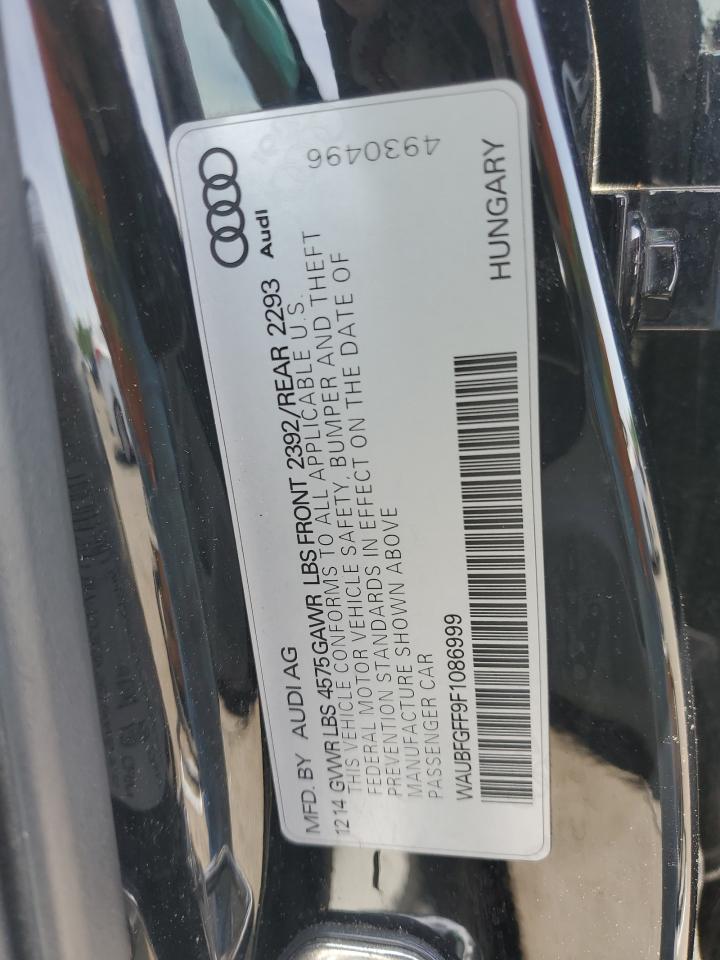 MFD. BY AUDI AG
Audi
12 14 GVWR LBS 4575 GAWR LBS FRONT 2392/REAR 2293
THIS VEHICLE CONFORMS TO ALL APPLICABLE U.S.
FEDERAL MOTOR VEHICLE SAFETY, BUMPER AND THEFT
PREVENTION STANDARDS IN EFFECT ON THE DATE OF
MANUFACTURE SHOWN ABOVE
PASSENGER CAR
WAUBFGFF9F1086999
HUNGARY
4930496